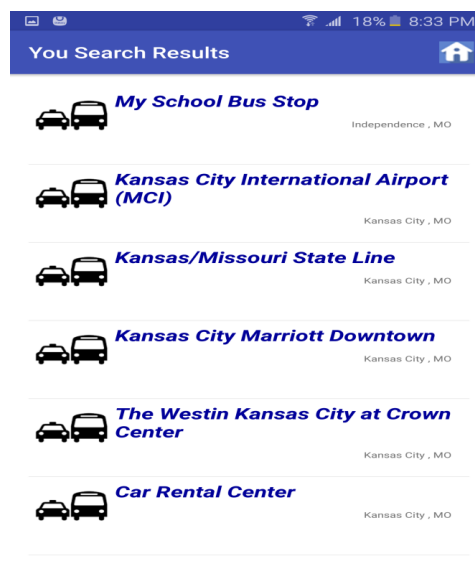 18% 8:33 PM
You Search Results
My School Bus Stop
Independence , MO
Kansas City International Airport
(MCI)
Kansas City , MO
Kansas/Missouri State Line
Kansas City , MO
Kansas City Marriott Downtown
Kansas City , MO
The Westin Kansas City at Crown
Center
Kansas City , MO
Car Rental Center
Kansas City , MO